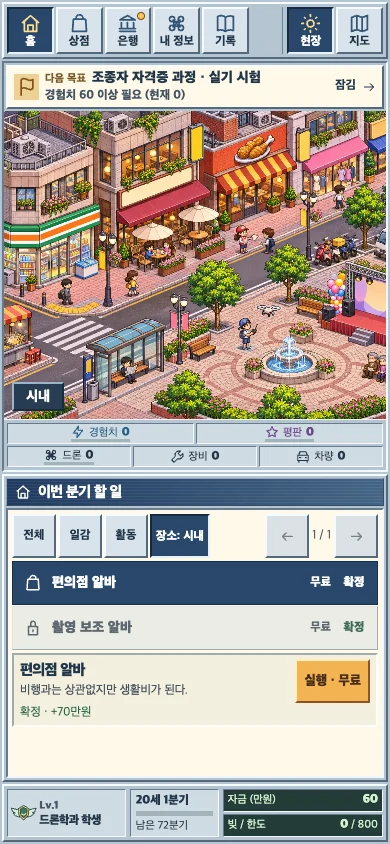 홈
상점
은행
내 정보
기록
현장
지도
다음 목표 조종자 자격증 과정 · 실기 시험
경험치 60 이상 필요 (현재 0)
잠김 →
시내
경험치 0
평판 0
드론 0
장비 0
차량 0
이번 분기 할 일
전체
일감
활동
장소: 시내
← 1 / 1 →
편의점 알바 무료 확정
촬영 보조 알바 무료 확정
편의점 알바
비행과는 상관없지만 생활비가 된다.
확정 · +70만원
실행 · 무료
Lv.1
드론학과 학생
20세 1분기
남은 72분기
자금 (만원) 60
빚 / 한도 0 / 800